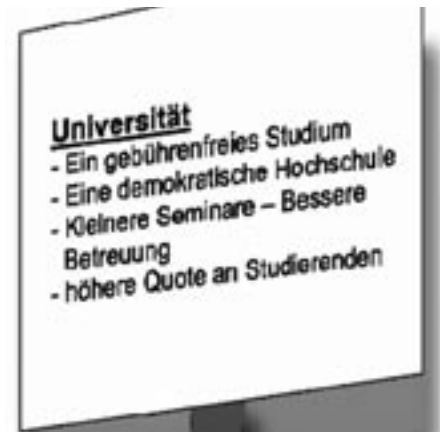 Universität
- Ein gebührenfreies Studium
- Eine demokratische Hochschule
- Kleinere Seminare – Bessere
Betreuung
- höhere Quote an Studierenden